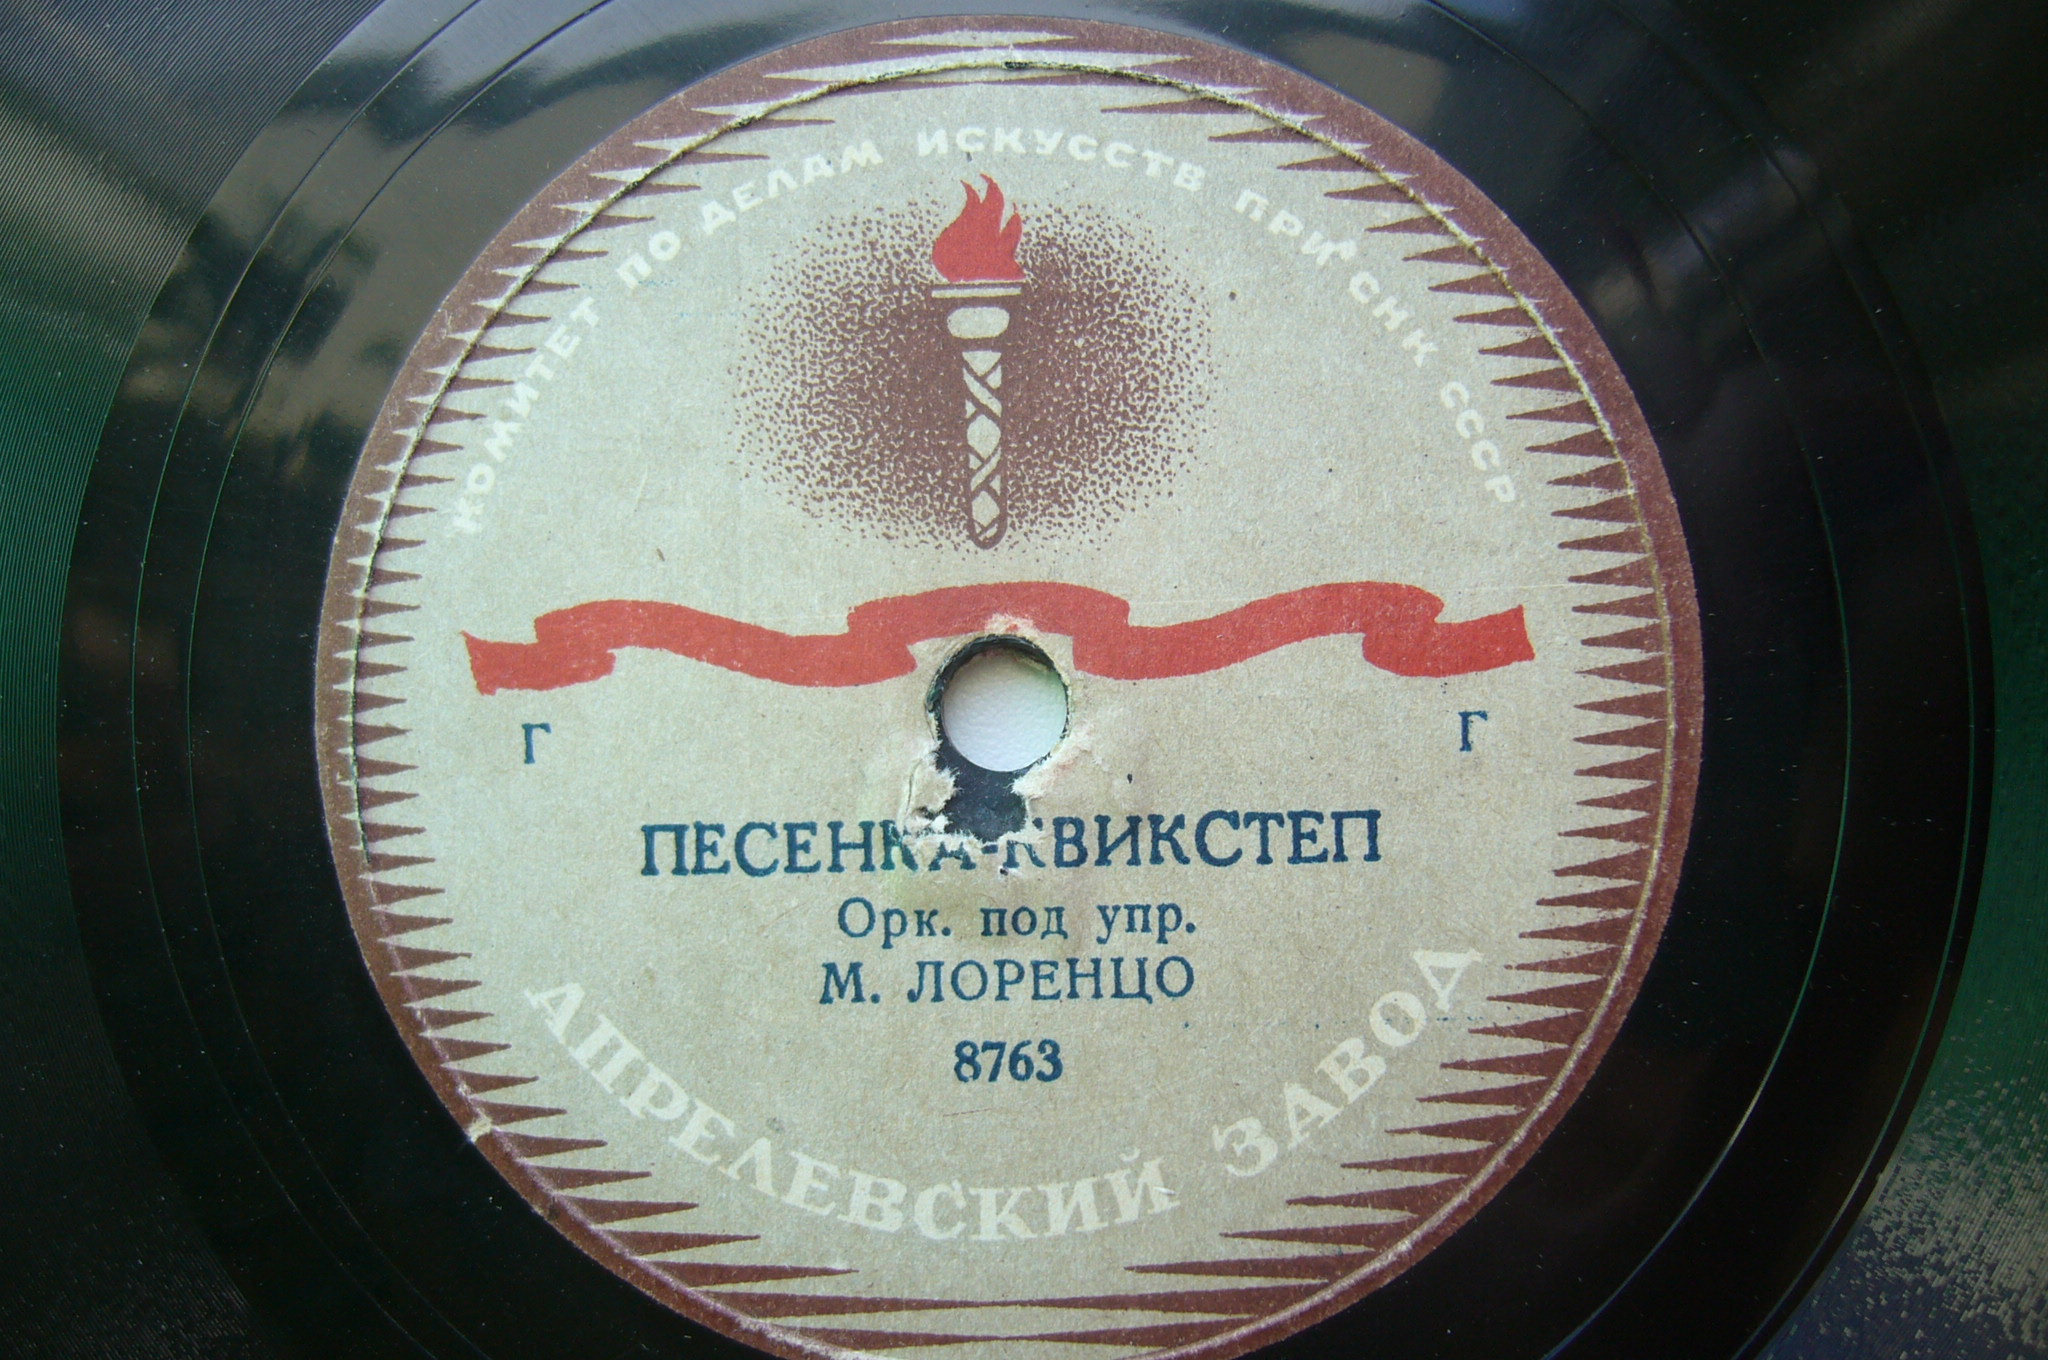 КОМИТЕТ ПО ДЕЛАМ ИСКУССТВ ПРИ СНК СССР
Г Г
ПЕСЕНКА-КВИКСТЕП
Орк. под упр.
М. ЛОРЕНЦО
8763
АПРЕЛЕВСКИЙ ЗАВОД